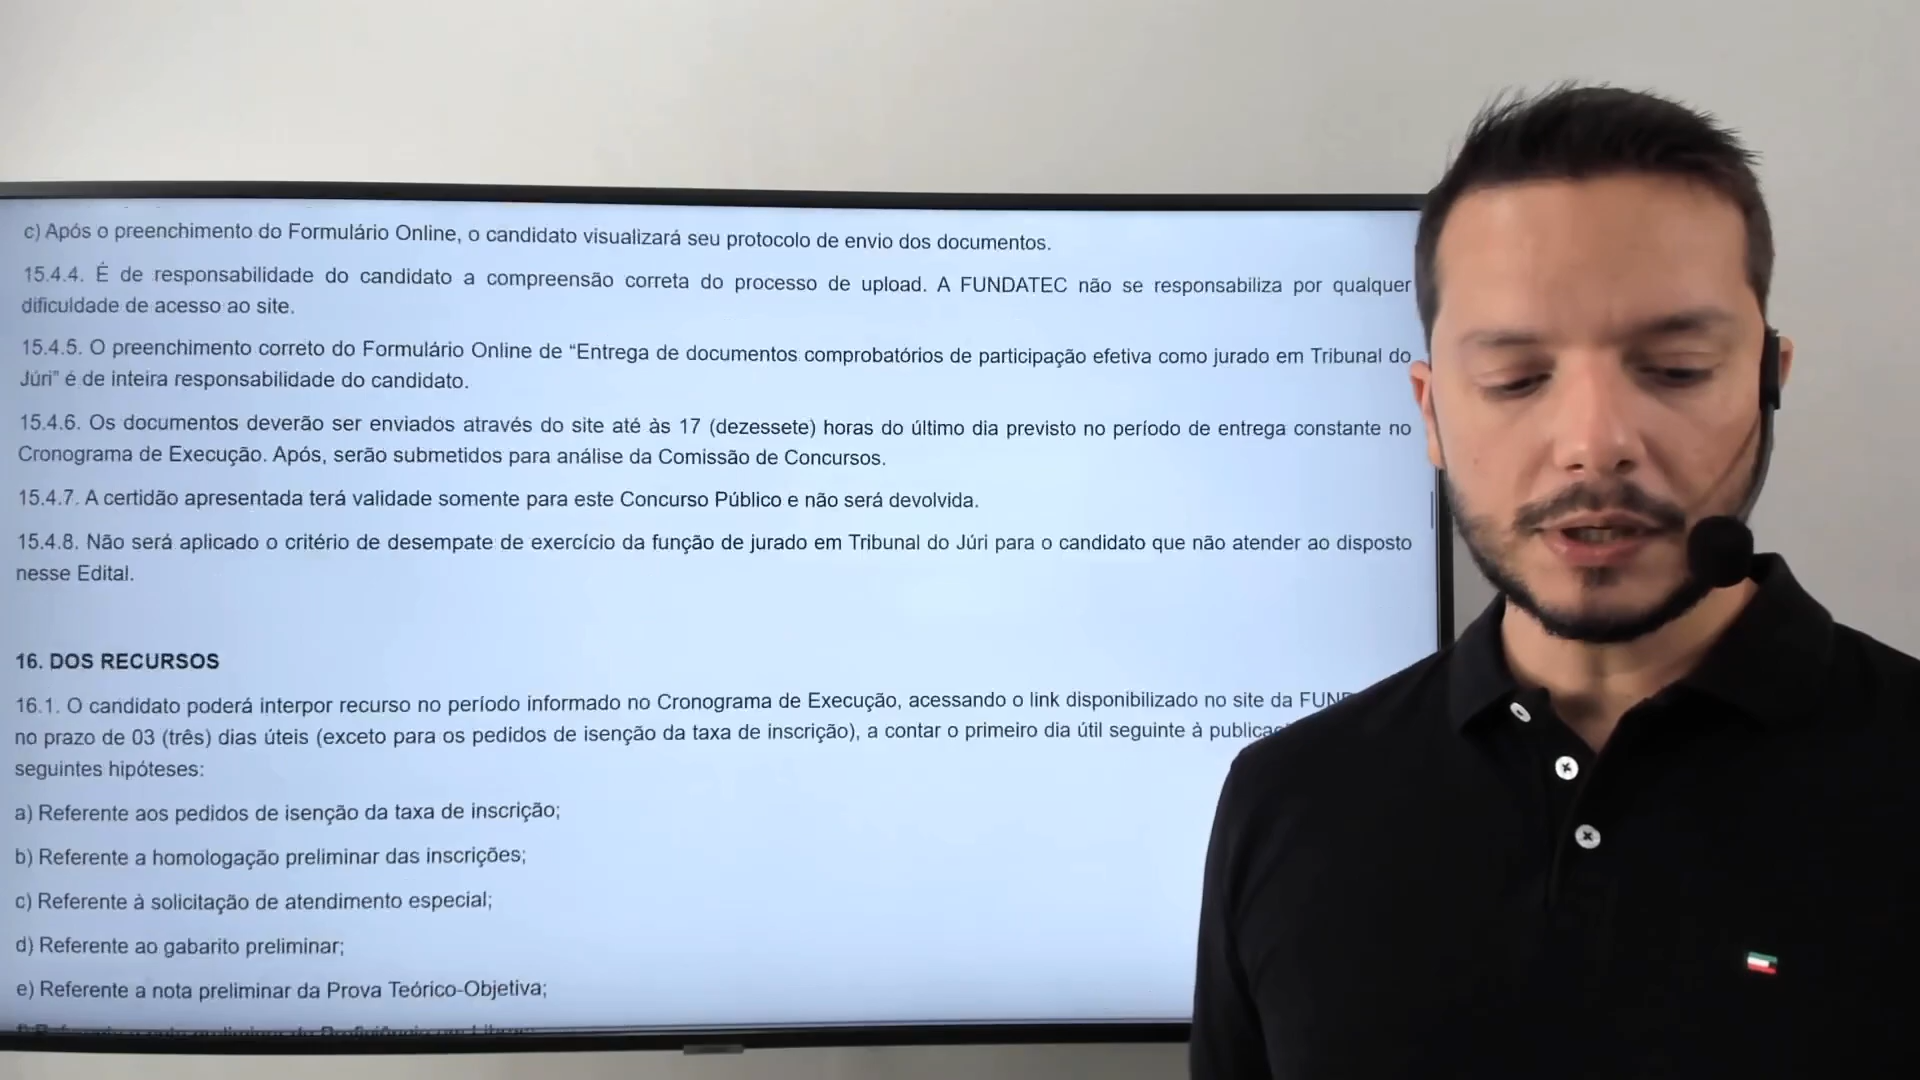 c) Após o preenchimento do Formulário Online, o candidato visualizará seu protocolo de envio dos documentos.
15.4.4. É de responsabilidade do candidato a compreensão correta do processo de upload. A FUNDATEC não se responsabiliza por qualquer
dificuldade de acesso ao site.
15.4.5. O preenchimento correto do Formulário Online de “Entrega de documentos comprobatórios de participação efetiva como jurado em Tribunal do
Júri” é de inteira responsabilidade do candidato.
15.4.6. Os documentos deverão ser enviados através do site até às 17 (dezessete) horas do último dia previsto no período de entrega constante no
Cronograma de Execução. Após, serão submetidos para análise da Comissão de Concursos.
15.4.7. A certidão apresentada terá validade somente para este Concurso Público e não será devolvida.
15.4.8. Não será aplicado o critério de desempate de exercício da função de jurado em Tribunal do Júri para o candidato que não atender ao disposto
nesse Edital.
16. DOS RECURSOS
16.1. O candidato poderá interpor recurso no período informado no Cronograma de Execução, acessando o link disponibilizado no site da
no prazo de 03 (três) dias úteis (exceto para os pedidos de isenção da taxa de inscrição), a contar o primeiro dia útil seguinte à
seguintes hipóteses:
a) Referente aos pedidos de isenção da taxa de inscrição;
b) Referente a homologação preliminar das inscrições;
c) Referente à solicitação de atendimento especial;
d) Referente ao gabarito preliminar;
e) Referente a nota preliminar da Prova Teórico-Objetiva;